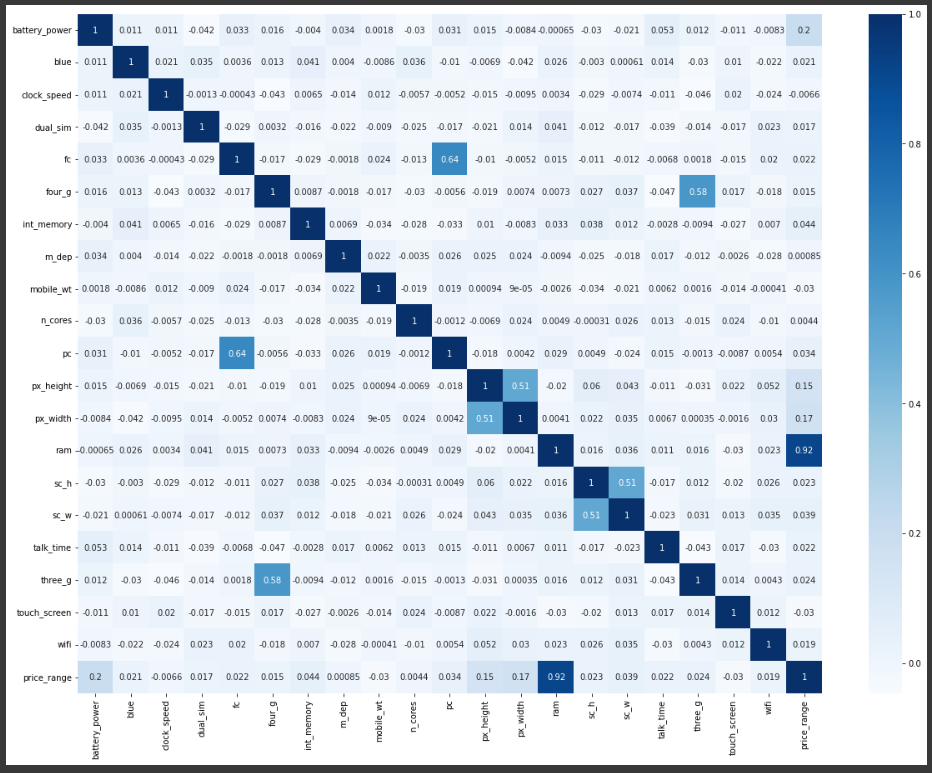 battery_power 1 0.011 0.011 -0.042 0.033 0.016 -0.004 0.034 0.0018 -0.03 0.031 0.015 -0.0084 -0.00065 -0.03 -0.021 0.053 0.012 -0.011 -0.0083 0.2
blue 0.011 1 0.021 0.035 0.0036 0.013 0.041 0.004 -0.0086 0.036 -0.01 -0.0069 -0.042 0.026 -0.003 0.00061 0.014 -0.03 0.01 -0.022 0.021
clock_speed 0.011 0.021 1 -0.0013 -0.00043 -0.043 0.0065 -0.014 0.012 -0.0057 -0.0052 -0.015 -0.0095 0.0034 -0.029 -0.0074 -0.011 -0.046 0.02 -0.024 -0.0066
dual_sim -0.042 0.035 -0.0013 1 -0.029 0.0032 -0.016 -0.022 -0.009 -0.025 -0.017 -0.021 0.014 0.041 -0.012 -0.017 -0.039 -0.014 -0.017 0.023 0.017
fc 0.033 0.0036 -0.00043 -0.029 1 -0.017 -0.029 -0.0018 0.024 -0.013 0.64 -0.01 -0.0052 0.015 -0.011 -0.012 -0.0068 0.0018 -0.015 0.02 0.022
four_g 0.016 0.013 -0.043 0.0032 -0.017 1 0.0087 -0.0018 -0.017 -0.03 -0.0056 -0.019 0.0074 0.0073 0.027 0.037 -0.047 0.58 0.017 -0.018 0.015
int_memory -0.004 0.041 0.0065 -0.016 -0.029 0.0087 1 0.0069 -0.034 -0.028 -0.033 0.01 -0.0083 0.033 0.038 0.012 -0.0028 -0.0094 -0.027 0.007 0.044
m_dep 0.034 0.004 -0.014 -0.022 -0.0018 -0.0018 0.0069 1 0.022 -0.0035 0.026 0.025 0.024 -0.0094 -0.025 -0.018 0.017 -0.012 -0.0026 -0.028 0.00085
mobile_wt 0.0018 -0.0086 0.012 -0.009 0.024 -0.017 -0.034 0.022 1 -0.019 0.019 0.00094 9e-05 -0.0026 -0.034 -0.021 0.0062 0.0016 -0.014 -0.00041 -0.03
n_cores -0.03 0.036 -0.0057 -0.025 -0.013 -0.03 -0.028 -0.0035 -0.019 1 -0.0012 -0.0069 0.024 0.0049 -0.00031 0.026 0.013 -0.015 0.024 -0.01 0.0044
pc 0.031 -0.01 -0.0052 -0.017 0.64 -0.0056 -0.033 0.026 0.019 -0.0012 1 -0.018 0.0042 0.029 0.0049 -0.024 0.015 -0.0013 -0.0087 0.0054 0.034
px_height 0.015 -0.0069 -0.015 -0.021 -0.01 -0.019 0.01 0.025 0.00094 -0.0069 -0.018 1 0.51 -0.02 0.06 0.043 -0.011 -0.031 0.022 0.052 0.15
px_width -0.0084 -0.042 -0.0095 0.014 -0.0052 0.0074 -0.0083 0.024 9e-05 0.024 0.0042 0.51 1 0.0041 0.022 0.035 0.0067 0.00035 -0.0016 0.03 0.17
ram -0.00065 0.026 0.0034 0.041 0.015 0.0073 0.033 -0.0094 -0.0026 0.0049 0.029 -0.02 0.0041 1 0.016 0.036 0.011 0.016 -0.03 0.023 0.92
sc_h -0.03 -0.003 -0.029 -0.012 -0.011 0.027 0.038 -0.025 -0.034 -0.00031 0.0049 0.06 0.022 0.016 1 0.51 -0.017 0.012 -0.02 0.026 0.023
sc_w -0.021 0.00061 -0.0074 -0.017 -0.012 0.037 0.012 -0.018 -0.021 0.026 -0.024 0.043 0.035 0.036 0.51 1 -0.023 0.031 0.013 0.035 0.039
talk_time 0.053 0.014 -0.011 -0.039 -0.0068 -0.047 -0.0028 0.017 0.0062 0.013 0.015 -0.011 0.0067 0.011 -0.017 -0.023 1 -0.043 0.017 -0.03 0.022
three_g 0.012 -0.03 -0.046 -0.014 0.0018 0.58 -0.0094 -0.012 0.0016 -0.015 -0.0013 -0.031 0.00035 0.016 0.012 0.031 -0.043 1 0.014 0.0043 0.024
touch_screen -0.011 0.01 0.02 -0.017 -0.015 0.017 -0.027 -0.0026 -0.014 0.024 -0.0087 0.022 -0.0016 -0.03 -0.02 0.013 0.017 0.014 1 0.012 -0.03
wifi -0.0083 -0.022 -0.024 0.023 0.02 -0.018 0.007 -0.028 -0.00041 -0.01 0.0054 0.052 0.03 0.023 0.026 0.035 -0.03 0.0043 0.012 1 0.019
price_range 0.2 0.021 -0.0066 0.017 0.022 0.015 0.044 0.00085 -0.03 0.0044 0.034 0.15 0.17 0.92 0.023 0.039 0.022 0.024 -0.03 0.019 1
battery_power blue clock_speed dual_sim fc four_g int_memory m_dep mobile_wt n_cores pc px_height px_width ram sc_h sc_w talk_time three_g touch_screen wifi price_range
1.0
0.8
0.6
0.4
0.2
0.0